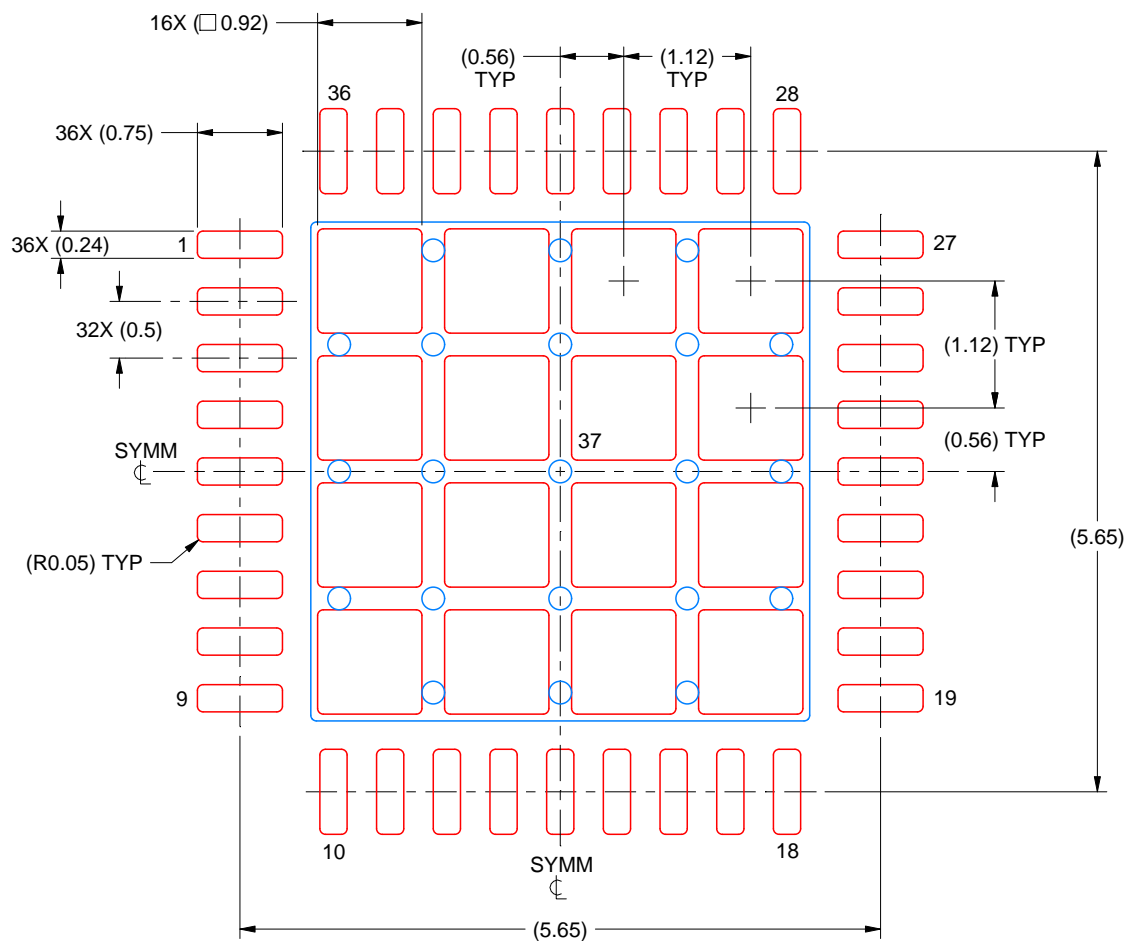 16X (□ 0.92)
(0.56)
TYP
(1.12)
TYP
36
28
36X (0.75)
1
36X (0.24)
27
32X (0.5)
(1.12) TYP
37
SYMM
℄
(0.56) TYP
(5.65)
(R0.05) TYP
9
19
10
18
SYMM
℄
(5.65)